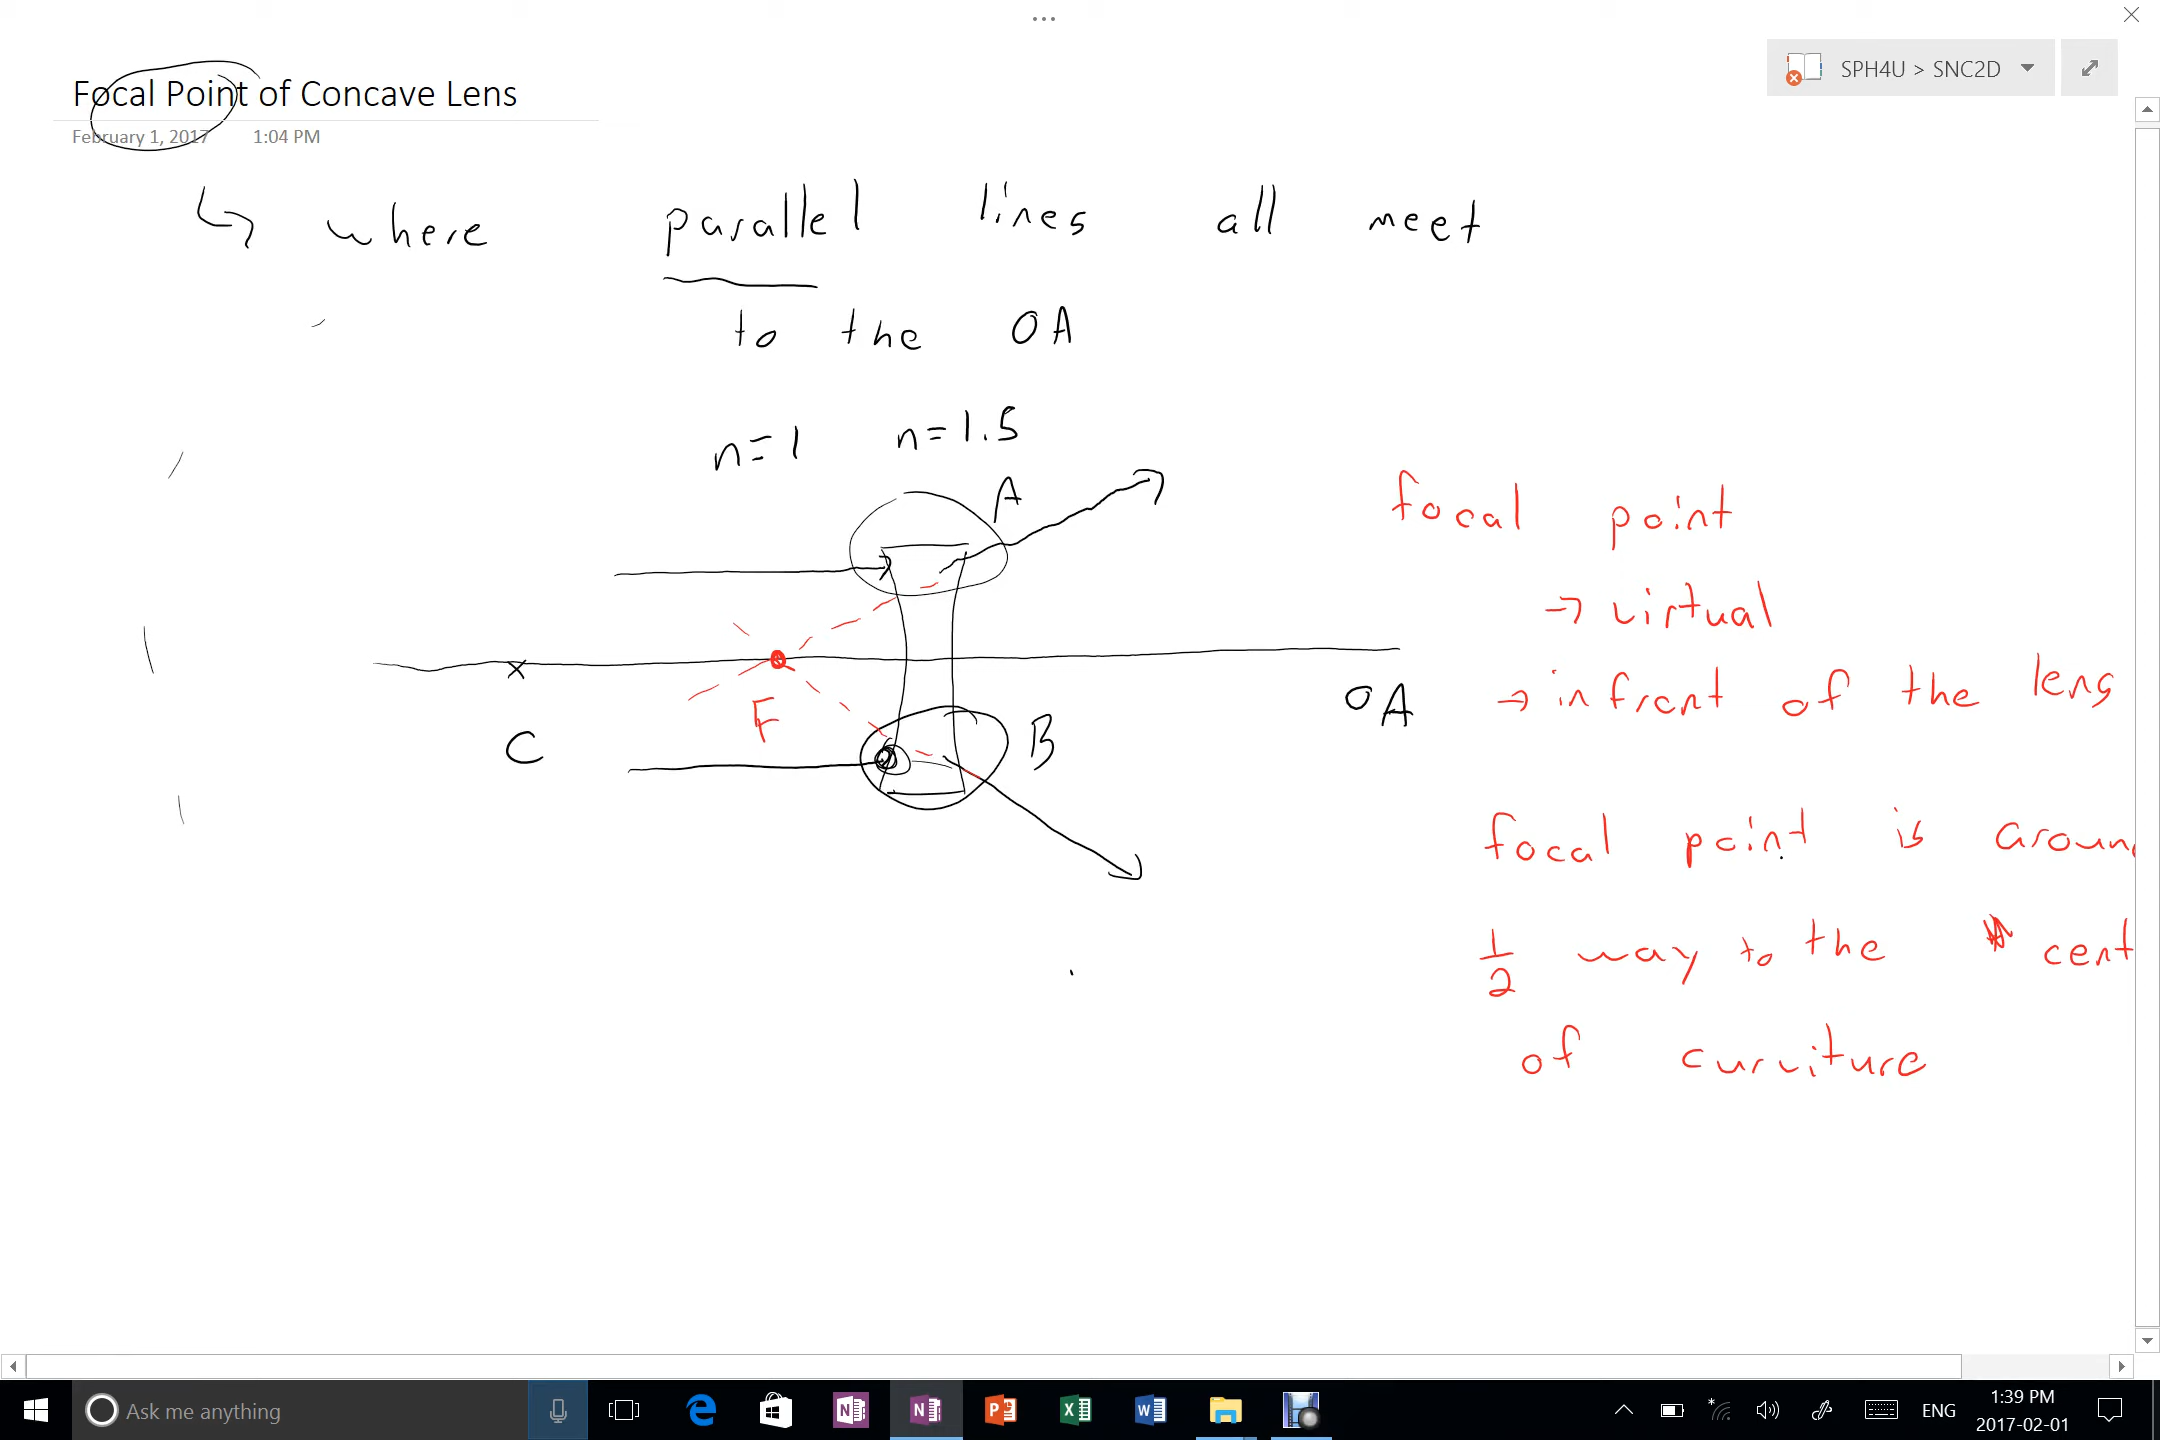 SPH4U > SNC2D
Focal Point of Concave Lens
February 1, 2017 1:04 PM
where parallel lines all meet
to the OA
n=1 n=1.5
A
focal point
→ virtual
→ infront of the lens
F
OA
C
B
focal point is aroun
1/2 way to the cent
of curviture
Ask me anything
ENG
1:39 PM
2017-02-01